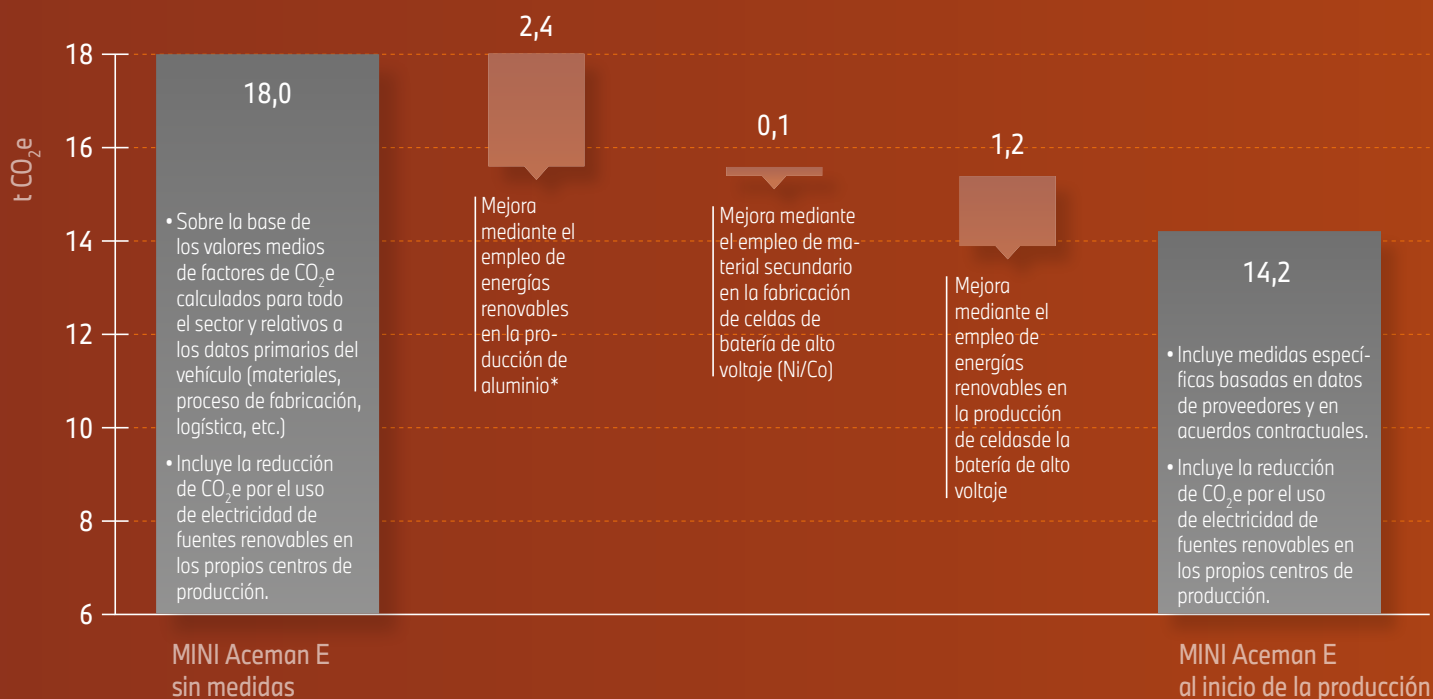 t CO₂e
18
16
14
12
10
8
6
18,0
• Sobre la base de
los valores medios
de factores de CO₂e
calculados para todo
el sector y relativos a
los datos primarios del
vehículo (materiales,
proceso de fabricación,
logística, etc.)
• Incluye la reducción
de CO₂e por el uso
de electricidad de
fuentes renovables en
los propios centros de
producción.
MINI Aceman E
sin medidas
2,4
Mejora
mediante el
empleo de
energías
renovables
en la pro-
ducción de
aluminio*
0,1
Mejora mediante
el empleo de ma-
terial secundario
en la fabricación
de celdas de
batería de alto
voltaje (Ni/Co)
1,2
Mejora
mediante el
empleo de
energías
renovables en
la producción
de celdasde la
batería de alto
voltaje
14,2
• Incluye medidas especí-
ficas basadas en datos
de proveedores y en
acuerdos contractuales.
• Incluye la reducción
de CO₂e por el uso
de electricidad de
fuentes renovables en
los propios centros de
producción.
MINI Aceman E
al inicio de la producción